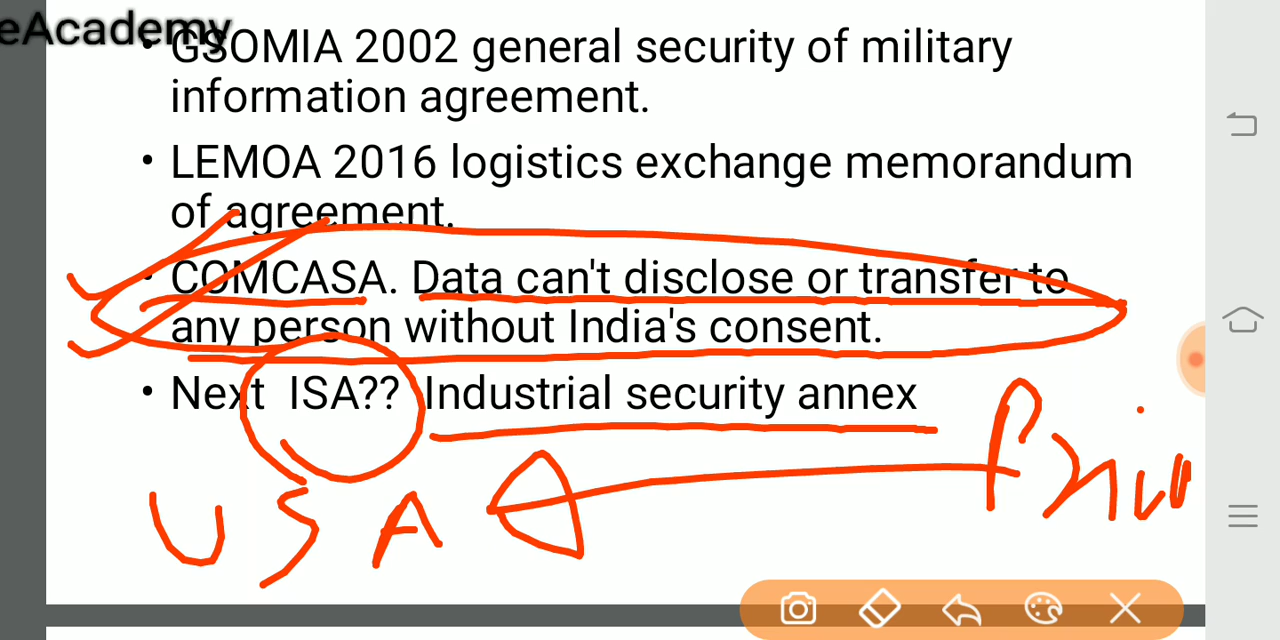 eAcademy
• GSOMIA 2002 general security of military
information agreement.
• LEMOA 2016 logistics exchange memorandum
of agreement.
• COMCASA. Data can't disclose or transfer to
any person without India's consent.
• Next ISA?? Industrial security annex
USA